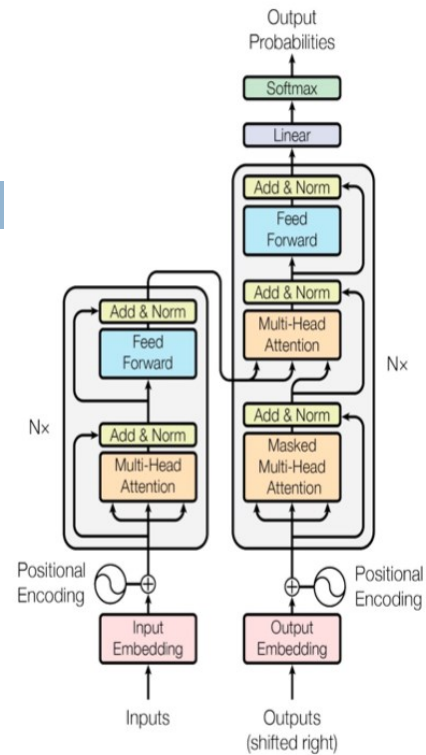 Output
Probabilities
Softmax
Linear
Add & Norm
Feed
Forward
Add & Norm
Multi-Head
Attention
Add & Norm
Masked
Multi-Head
Attention
Nx
Add & Norm
Feed
Forward
Add & Norm
Multi-Head
Attention
Nx
Positional
Encoding
Positional
Encoding
Input
Embedding
Output
Embedding
Inputs
Outputs
(shifted right)